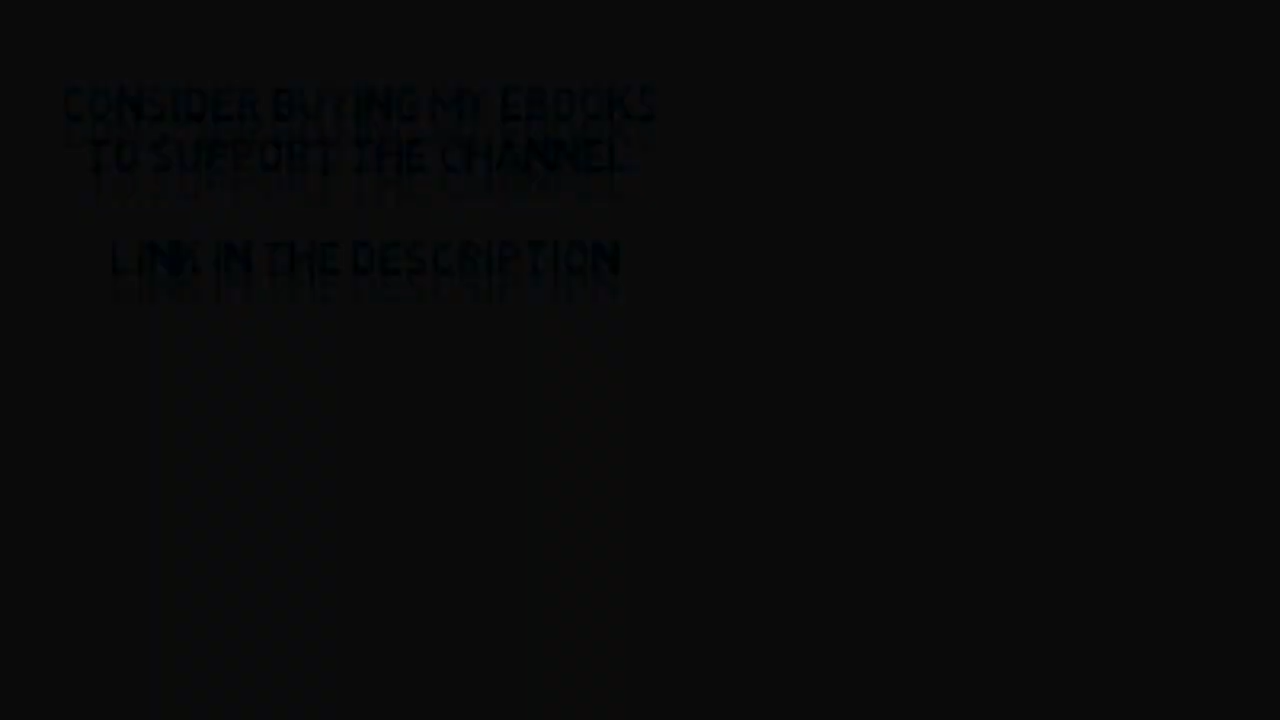 CONSIDER BUYING MY EBOOKS
TO SUPPORT THE CHANNEL
LINK IN THE DESCRIPTION